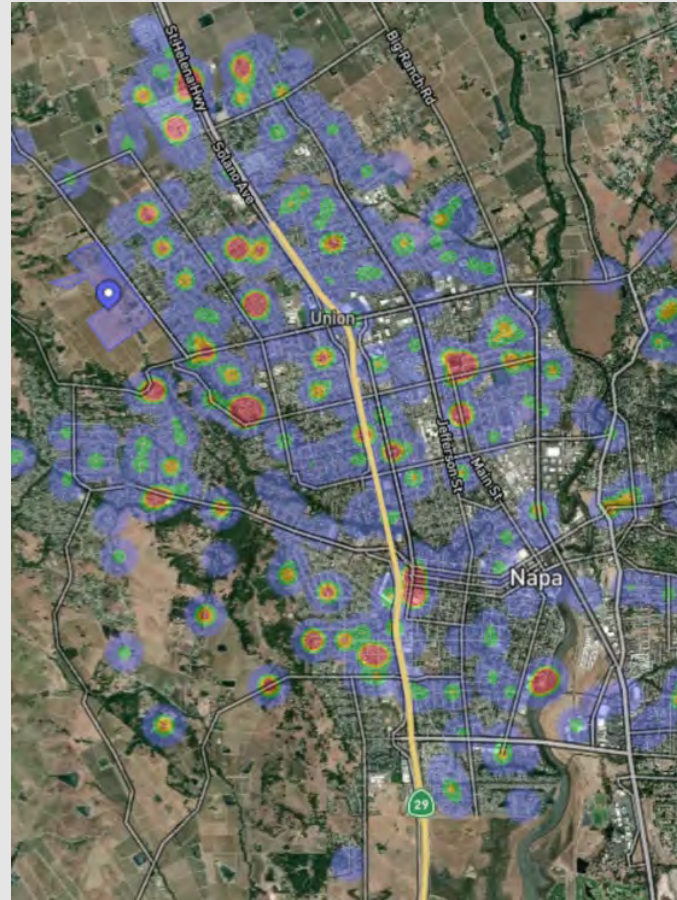 St Helena Hwy
Big Ranch Rd
Solano Ave
Union
Jefferson St
Main St
Napa
29